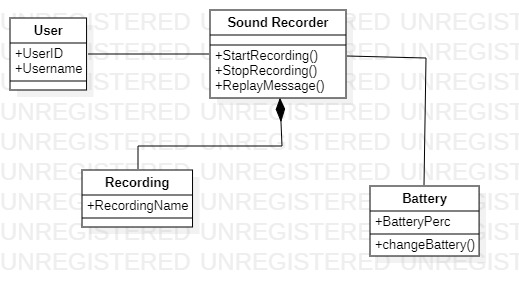 UNREGISTERED UNREGISTERED UNREGISTERED
User
+UserID
+Username
Sound Recorder
+StartRecording()
+StopRecording()
+ReplayMessage()
Recording
+RecordingName
Battery
+BatteryPerc
+changeBattery()